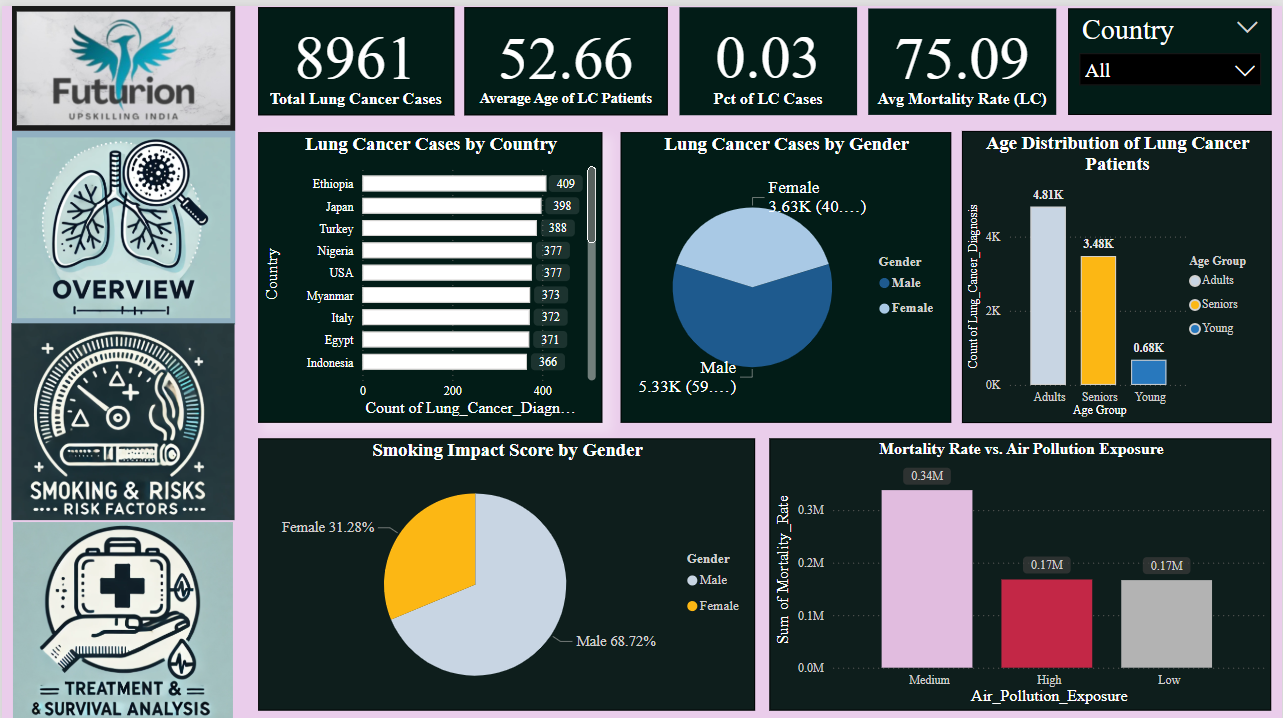 Futurion
UPSKILLING INDIA
OVERVIEW
SMOKING & RISKS
RISK FACTORS
TREATMENT &
& SURVIVAL ANALYSIS
8961
Total Lung Cancer Cases
52.66
Average Age of LC Patients
0.03
Pct of LC Cases
75.09
Avg Mortality Rate (LC)
Country
All
Lung Cancer Cases by Country
Country
Ethiopia 409
Japan 398
Turkey 388
Nigeria 377
USA 377
Myanmar 373
Italy 372
Egypt 371
Indonesia 366
0 200 400
Count of Lung_Cancer_Diagn...
Lung Cancer Cases by Gender
Female
3.63K (40....)
Male
5.33K (59....)
Gender
Male
Female
Age Distribution of Lung Cancer
Patients
Count of Lung_Cancer_Diagnosis
4K
2K
0K
4.81K
3.48K
0.68K
Adults Seniors Young
Age Group
Age Group
Adults
Seniors
Young
Smoking Impact Score by Gender
Female 31.28%
Male 68.72%
Gender
Male
Female
Mortality Rate vs. Air Pollution Exposure
Sum of Mortality_Rate
0.3M
0.2M
0.1M
0.0M
0.34M
0.17M
0.17M
Medium High Low
Air_Pollution_Exposure